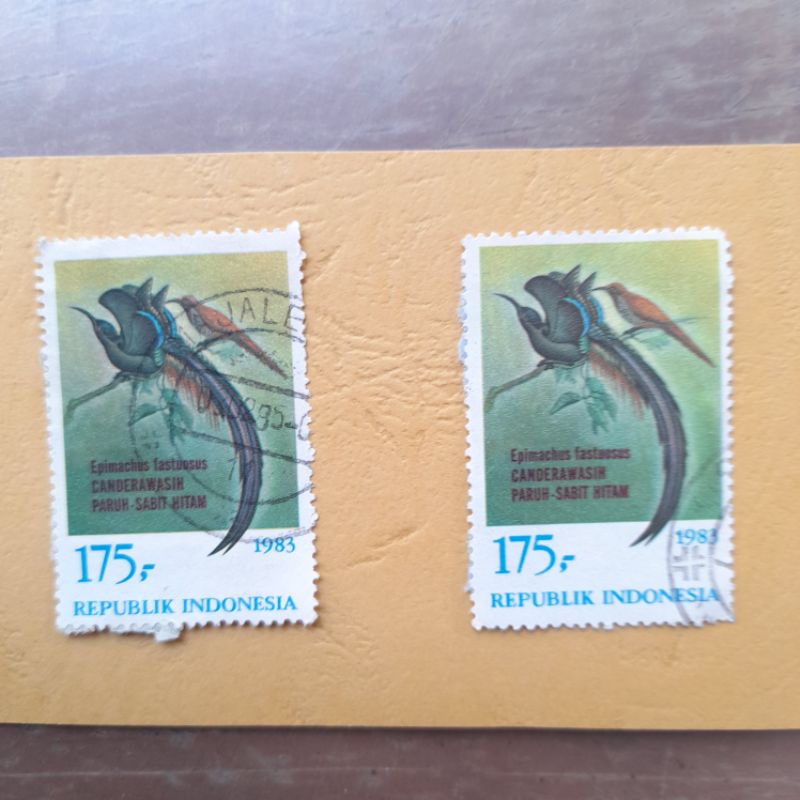 JALE
Epimachus fastuosus
CANDERAWASIH
PARUH-SABIT HITAM
175,-
1983
REPUBLIK INDONESIA
Epimachus fastuosus
CANDERAWASIH
PARUH-SABIT HITAM
175,-
1983
REPUBLIK INDONESIA